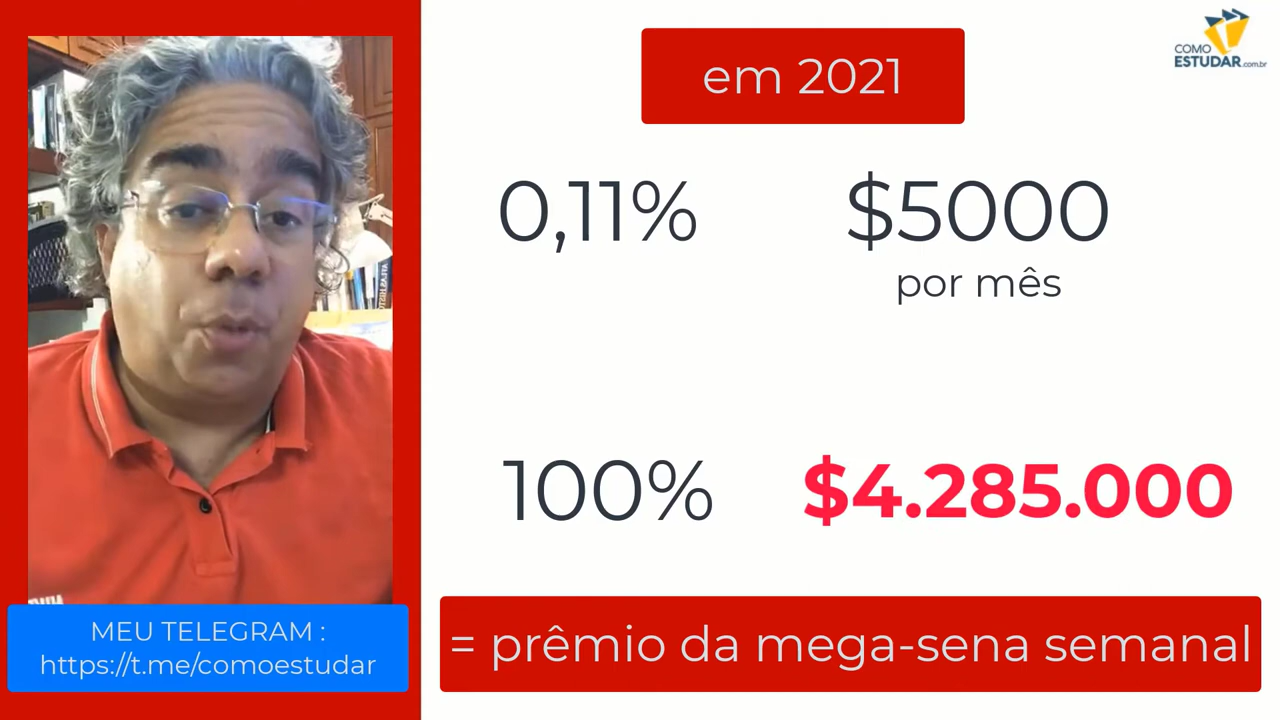 COMO
ESTUDAR.com.br
em 2021
0,11%
$5000
por mês
100%
$4.285.000
= prêmio da mega-sena semanal
MEU TELEGRAM :
https://t.me/comoestudar